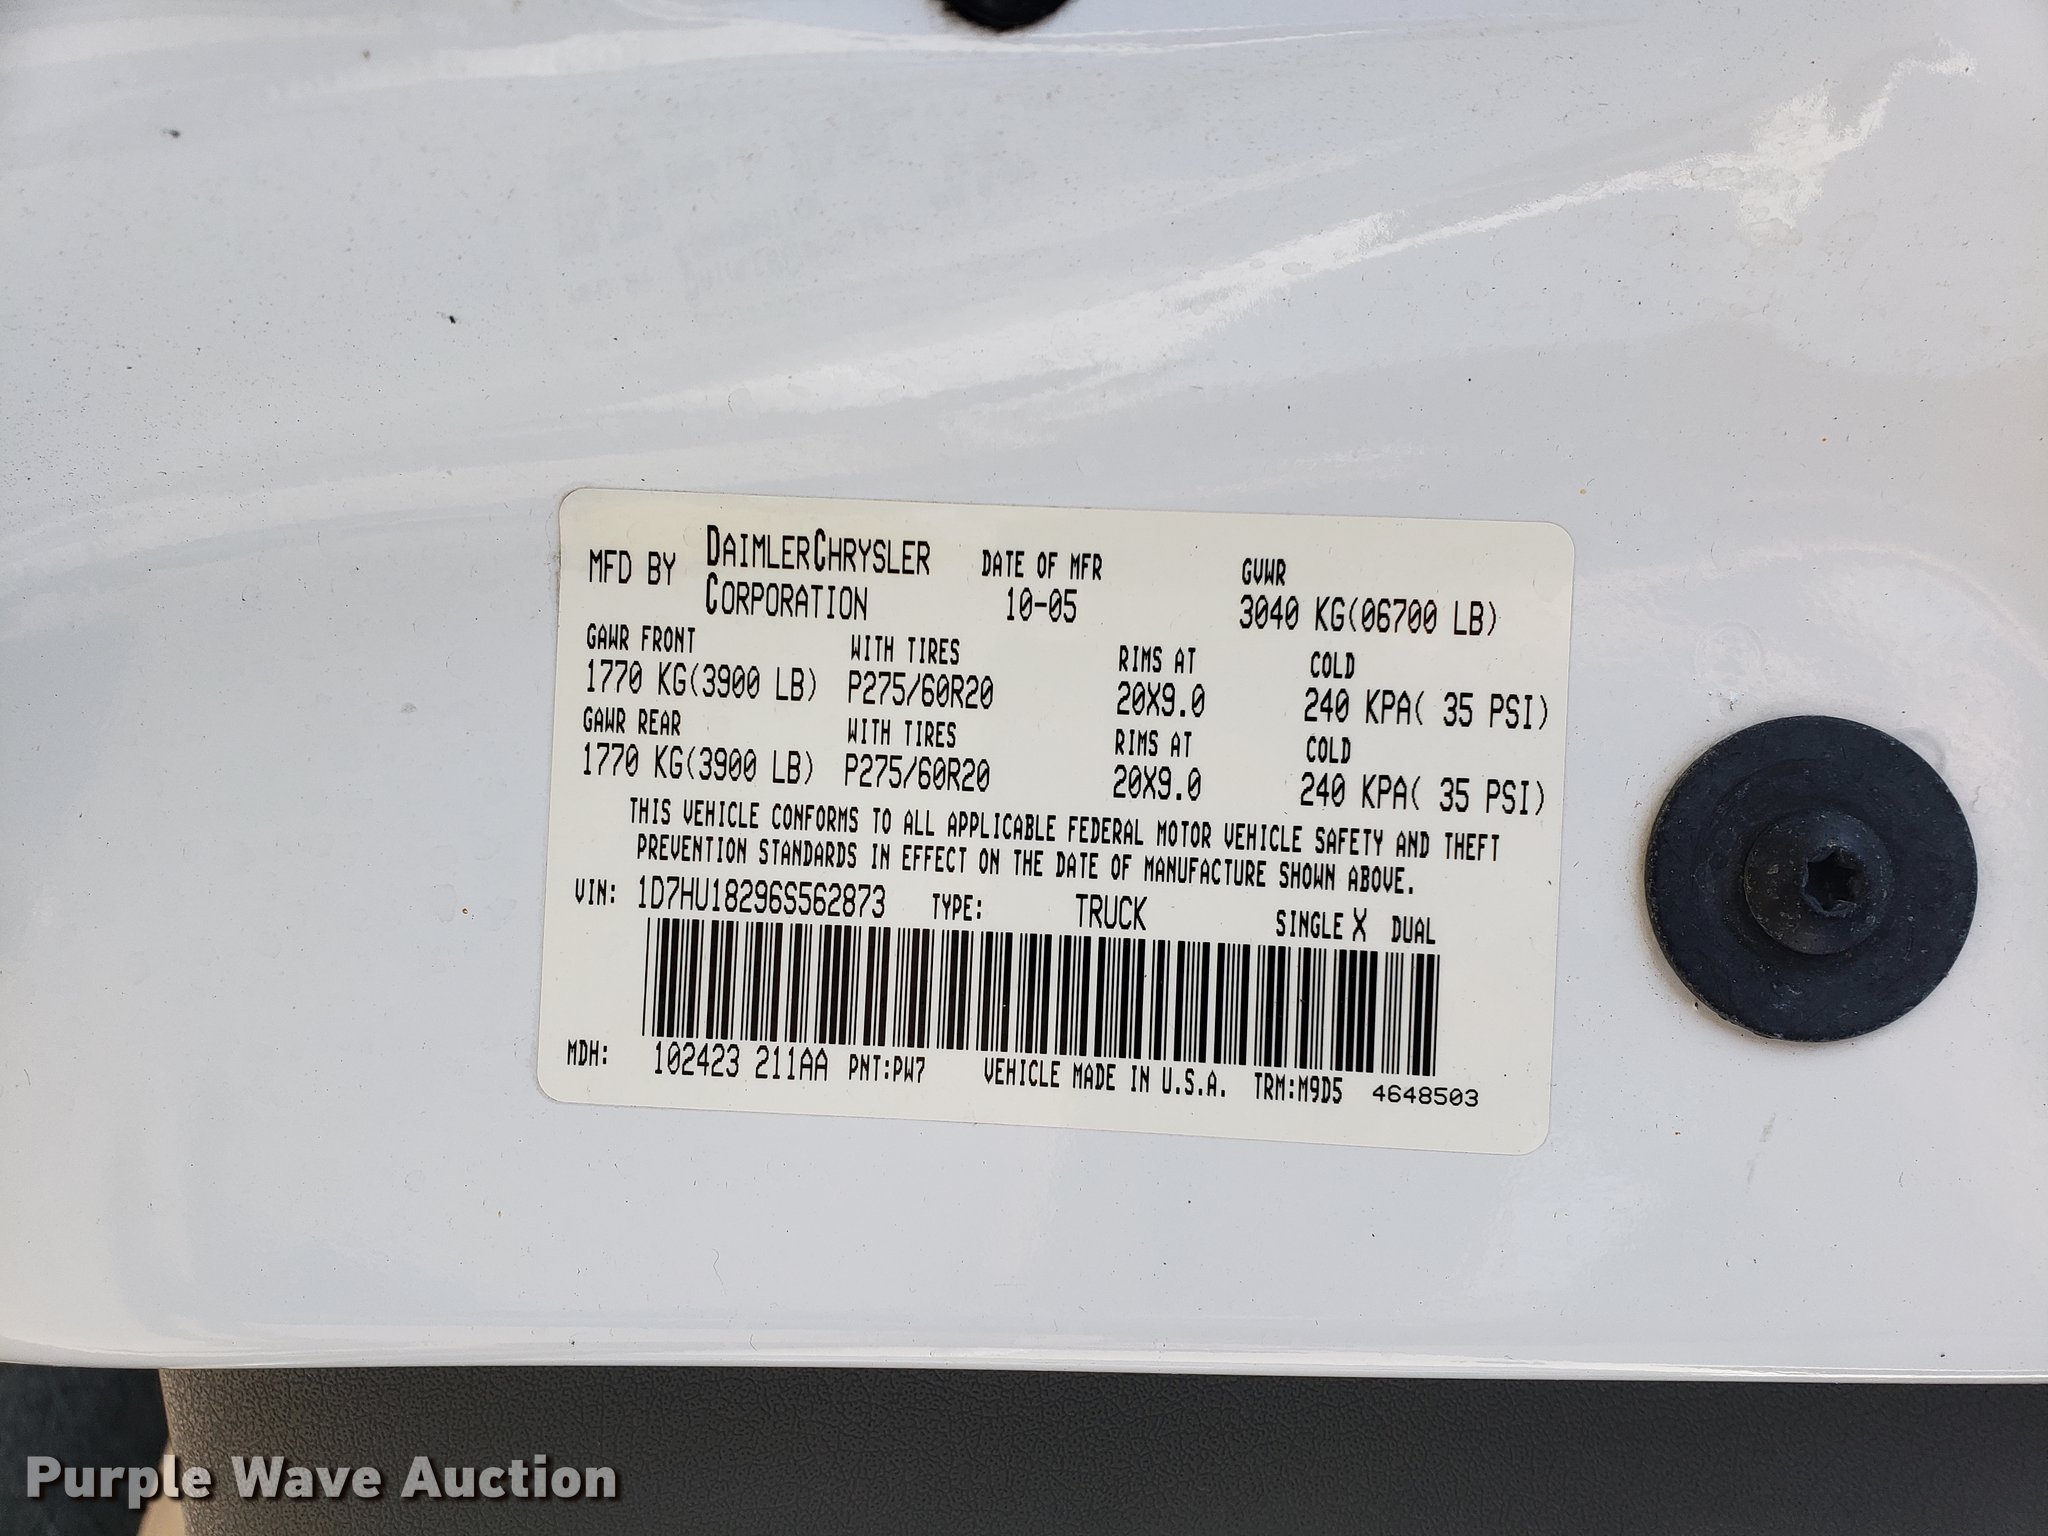 MFD BY DAIMLERCHRYSLER CORPORATION DATE OF MFR 10-05 GVWR 3040 KG(06700 LB)
GAWR FRONT WITH TIRES RIMS AT COLD
1770 KG(3900 LB) P275/60R20 20X9.0 240 KPA( 35 PSI)
GAWR REAR WITH TIRES RIMS AT COLD
1770 KG(3900 LB) P275/60R20 20X9.0 240 KPA( 35 PSI)
THIS VEHICLE CONFORMS TO ALL APPLICABLE FEDERAL MOTOR VEHICLE SAFETY AND THEFT
PREVENTION STANDARDS IN EFFECT ON THE DATE OF MANUFACTURE SHOWN ABOVE.
VIN: 1D7HU18296S562873 TYPE: TRUCK SINGLE X DUAL
MDH: 102423 211AA PNT:PW7 VEHICLE MADE IN U.S.A. TRM:M9D5 4648503
Purple Wave Auction